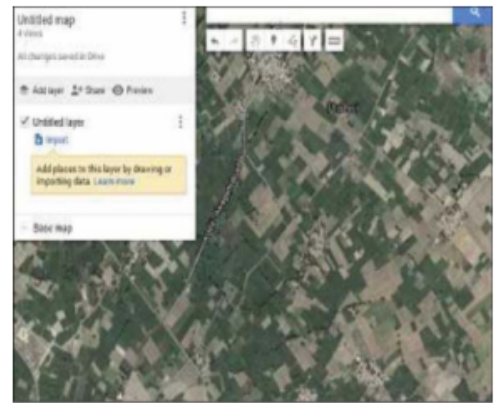 Untitled map
4 views
All changes saved in Drive
Add layer Share Preview
Untitled layer
Import
Add places to this layer by drawing or
importing data. Learn more
Base map